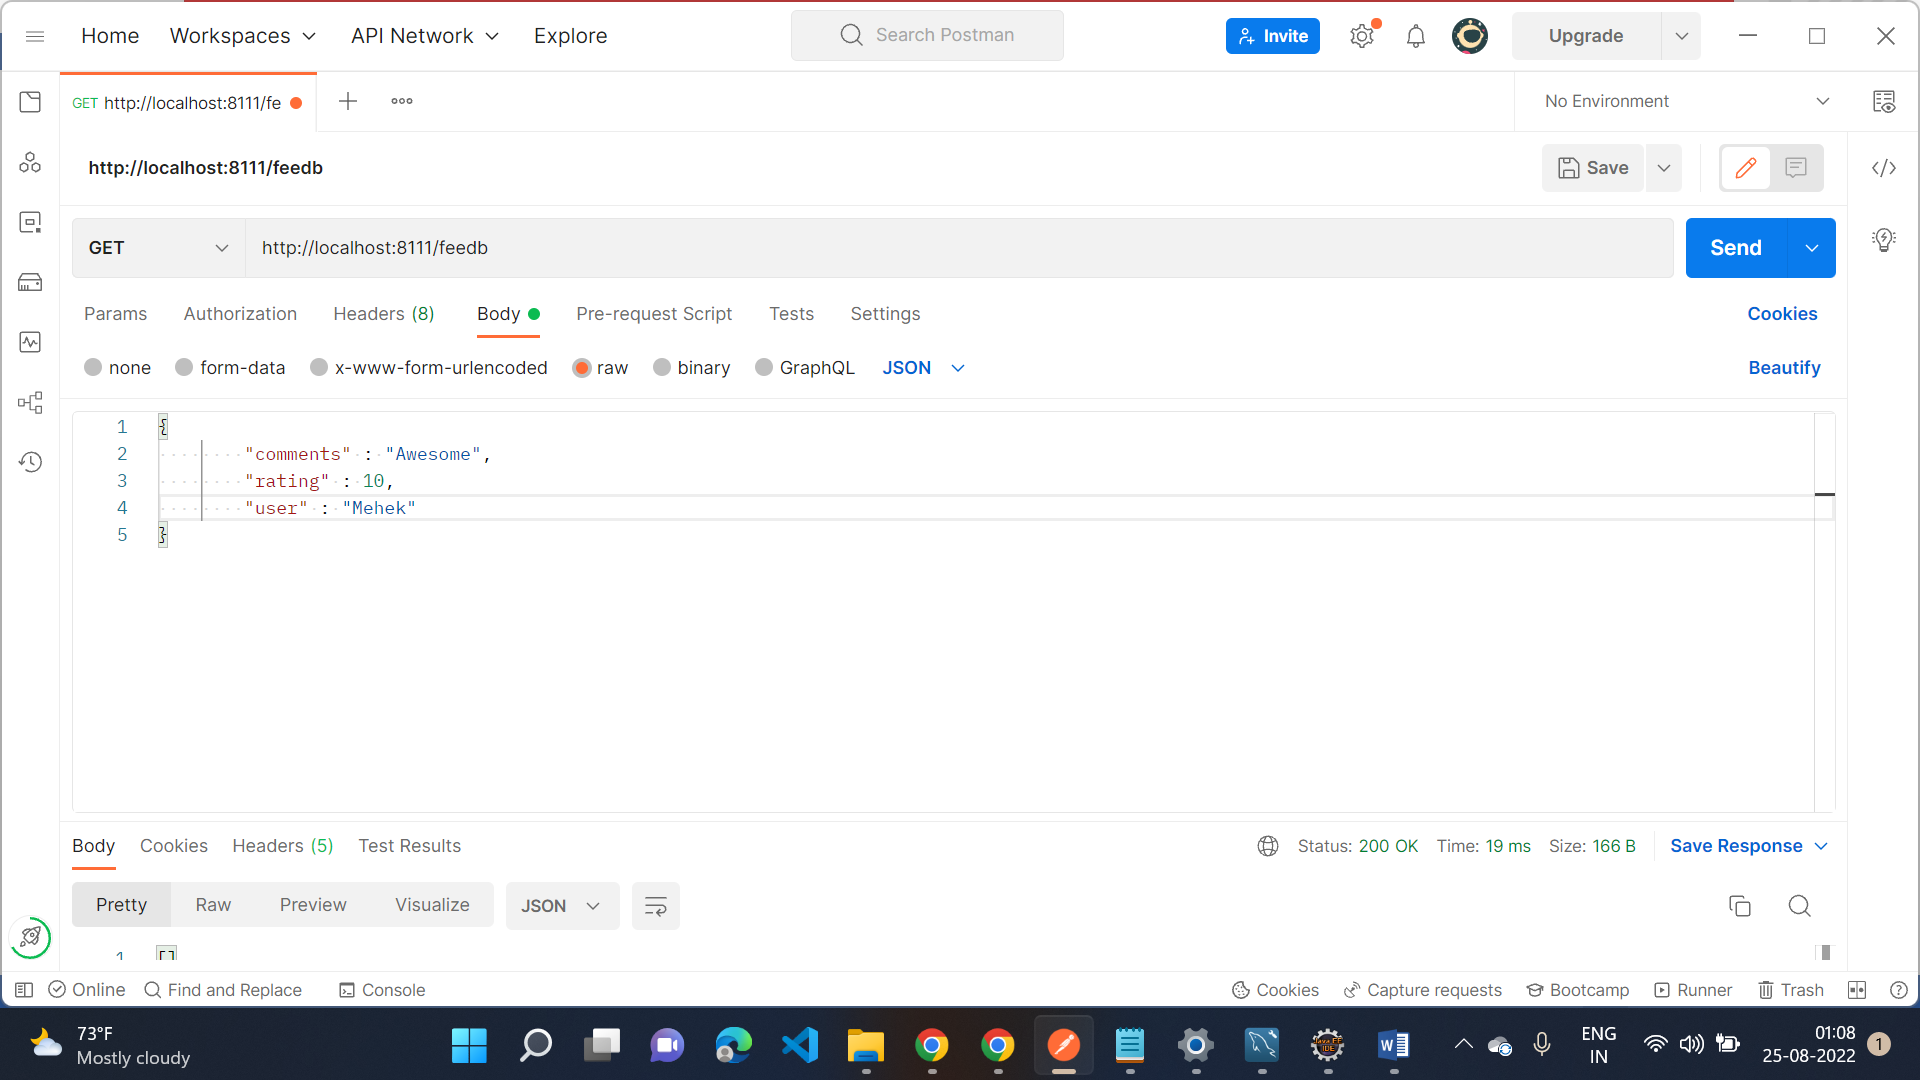 Home Workspaces API Network Explore Search Postman Invite Upgrade
GET http://localhost:8111/fe No Environment
http://localhost:8111/feedb Save
GET http://localhost:8111/feedb Send
Params Authorization Headers (8) Body Pre-request Script Tests Settings Cookies
none form-data x-www-form-urlencoded raw binary GraphQL JSON Beautify
1 {
2 "comments" : "Awesome",
3 "rating" : 10,
4 "user" : "Mehek"
5 }
Body Cookies Headers (5) Test Results Status: 200 OK Time: 19 ms Size: 166 B Save Response
Pretty Raw Preview Visualize JSON
1 []
Online Find and Replace Console Cookies Capture requests Bootcamp Runner Trash
73°F
Mostly cloudy
ENG
IN
01:08
25-08-2022
1